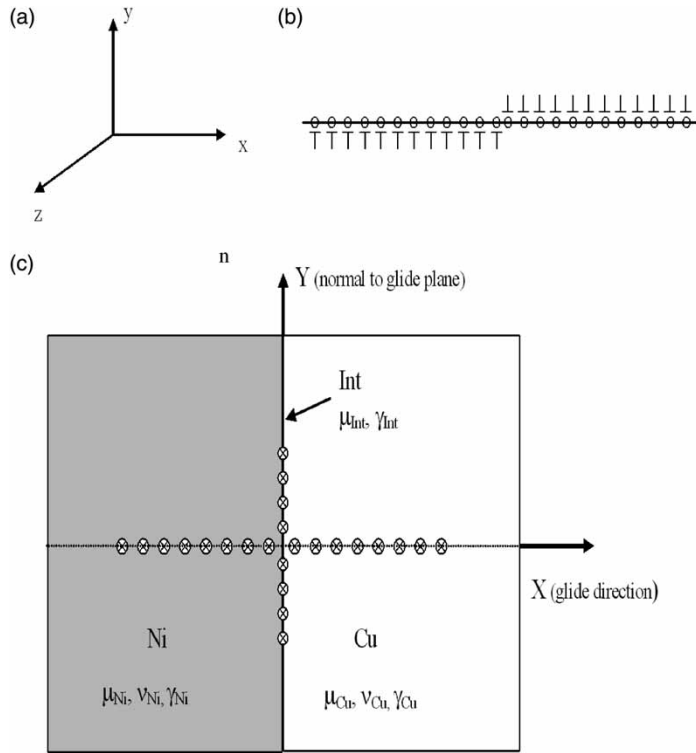 (a)
y
x
z
(b)
(c)
n
Y (normal to glide plane)
Int
μInt, γInt
X (glide direction)
Ni
Cu
μNi, νNi, γNi
μCu, νCu, γCu